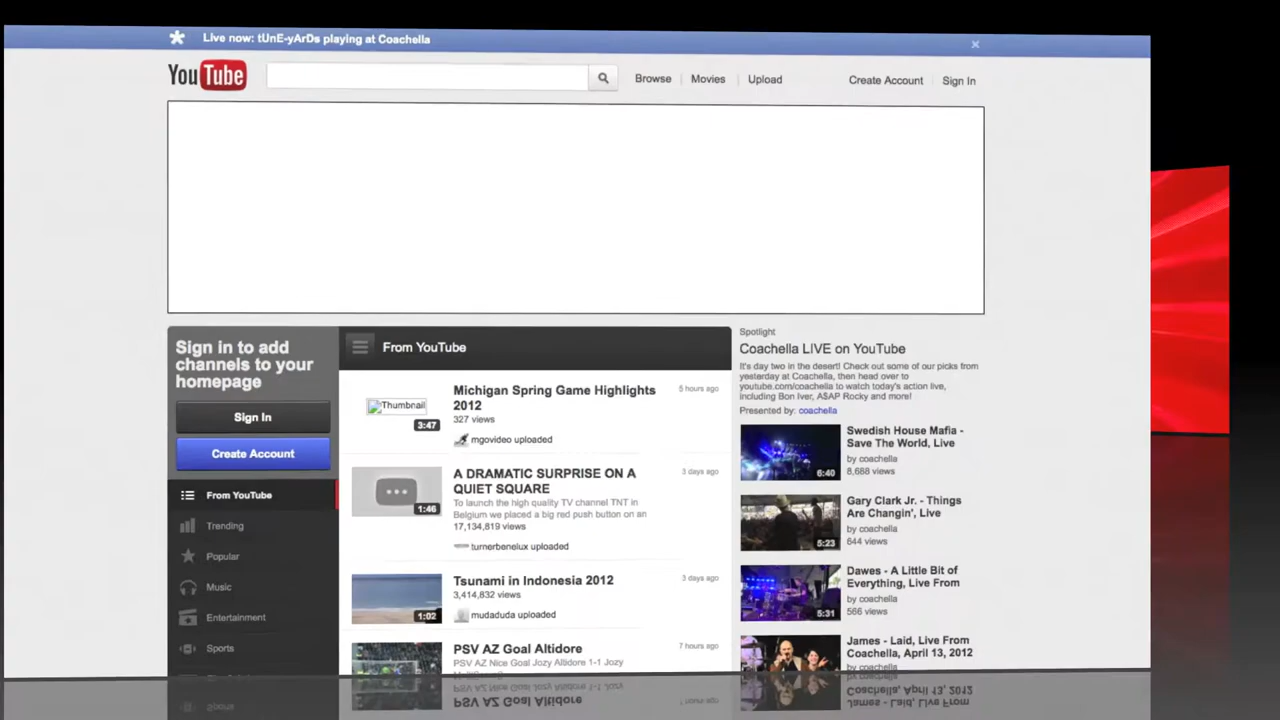 Live now: tUnE-yArDs playing at Coachella
YouTube
Browse
Movies
Upload
Create Account
Sign In
Sign in to add
channels to your
homepage
Sign In
Create Account
From YouTube
Trending
Popular
Music
Entertainment
Sports
From YouTube
Michigan Spring Game Highlights
2012
5 hours ago
327 views
Thumbnail
3:47
mgovideo uploaded
A DRAMATIC SURPRISE ON A
QUIET SQUARE
3 days ago
To launch the high quality TV channel TNT in
Belgium we placed a big red push button on an
17,134,819 views
1:46
turnerbenelux uploaded
Tsunami in Indonesia 2012
3 days ago
3,414,832 views
1:02
mudaduda uploaded
PSV AZ Goal Altidore
7 hours ago
PSV AZ Nice Goal Jozy Altidore 1-1 Jozy
Spotlight
Coachella LIVE on YouTube
It's day two in the desert! Check out some of our picks from
yesterday at Coachella, then head over to
youtube.com/coachella to watch today's action live,
including Bon Iver, A$AP Rocky and more!
Presented by: coachella
Swedish House Mafia -
Save The World, Live
by coachella
8,688 views
6:40
Gary Clark Jr. - Things
Are Changin', Live
by coachella
644 views
5:23
Dawes - A Little Bit of
Everything, Live From
by coachella
566 views
5:31
James - Laid, Live From
Coachella, April 13, 2012
by coachella